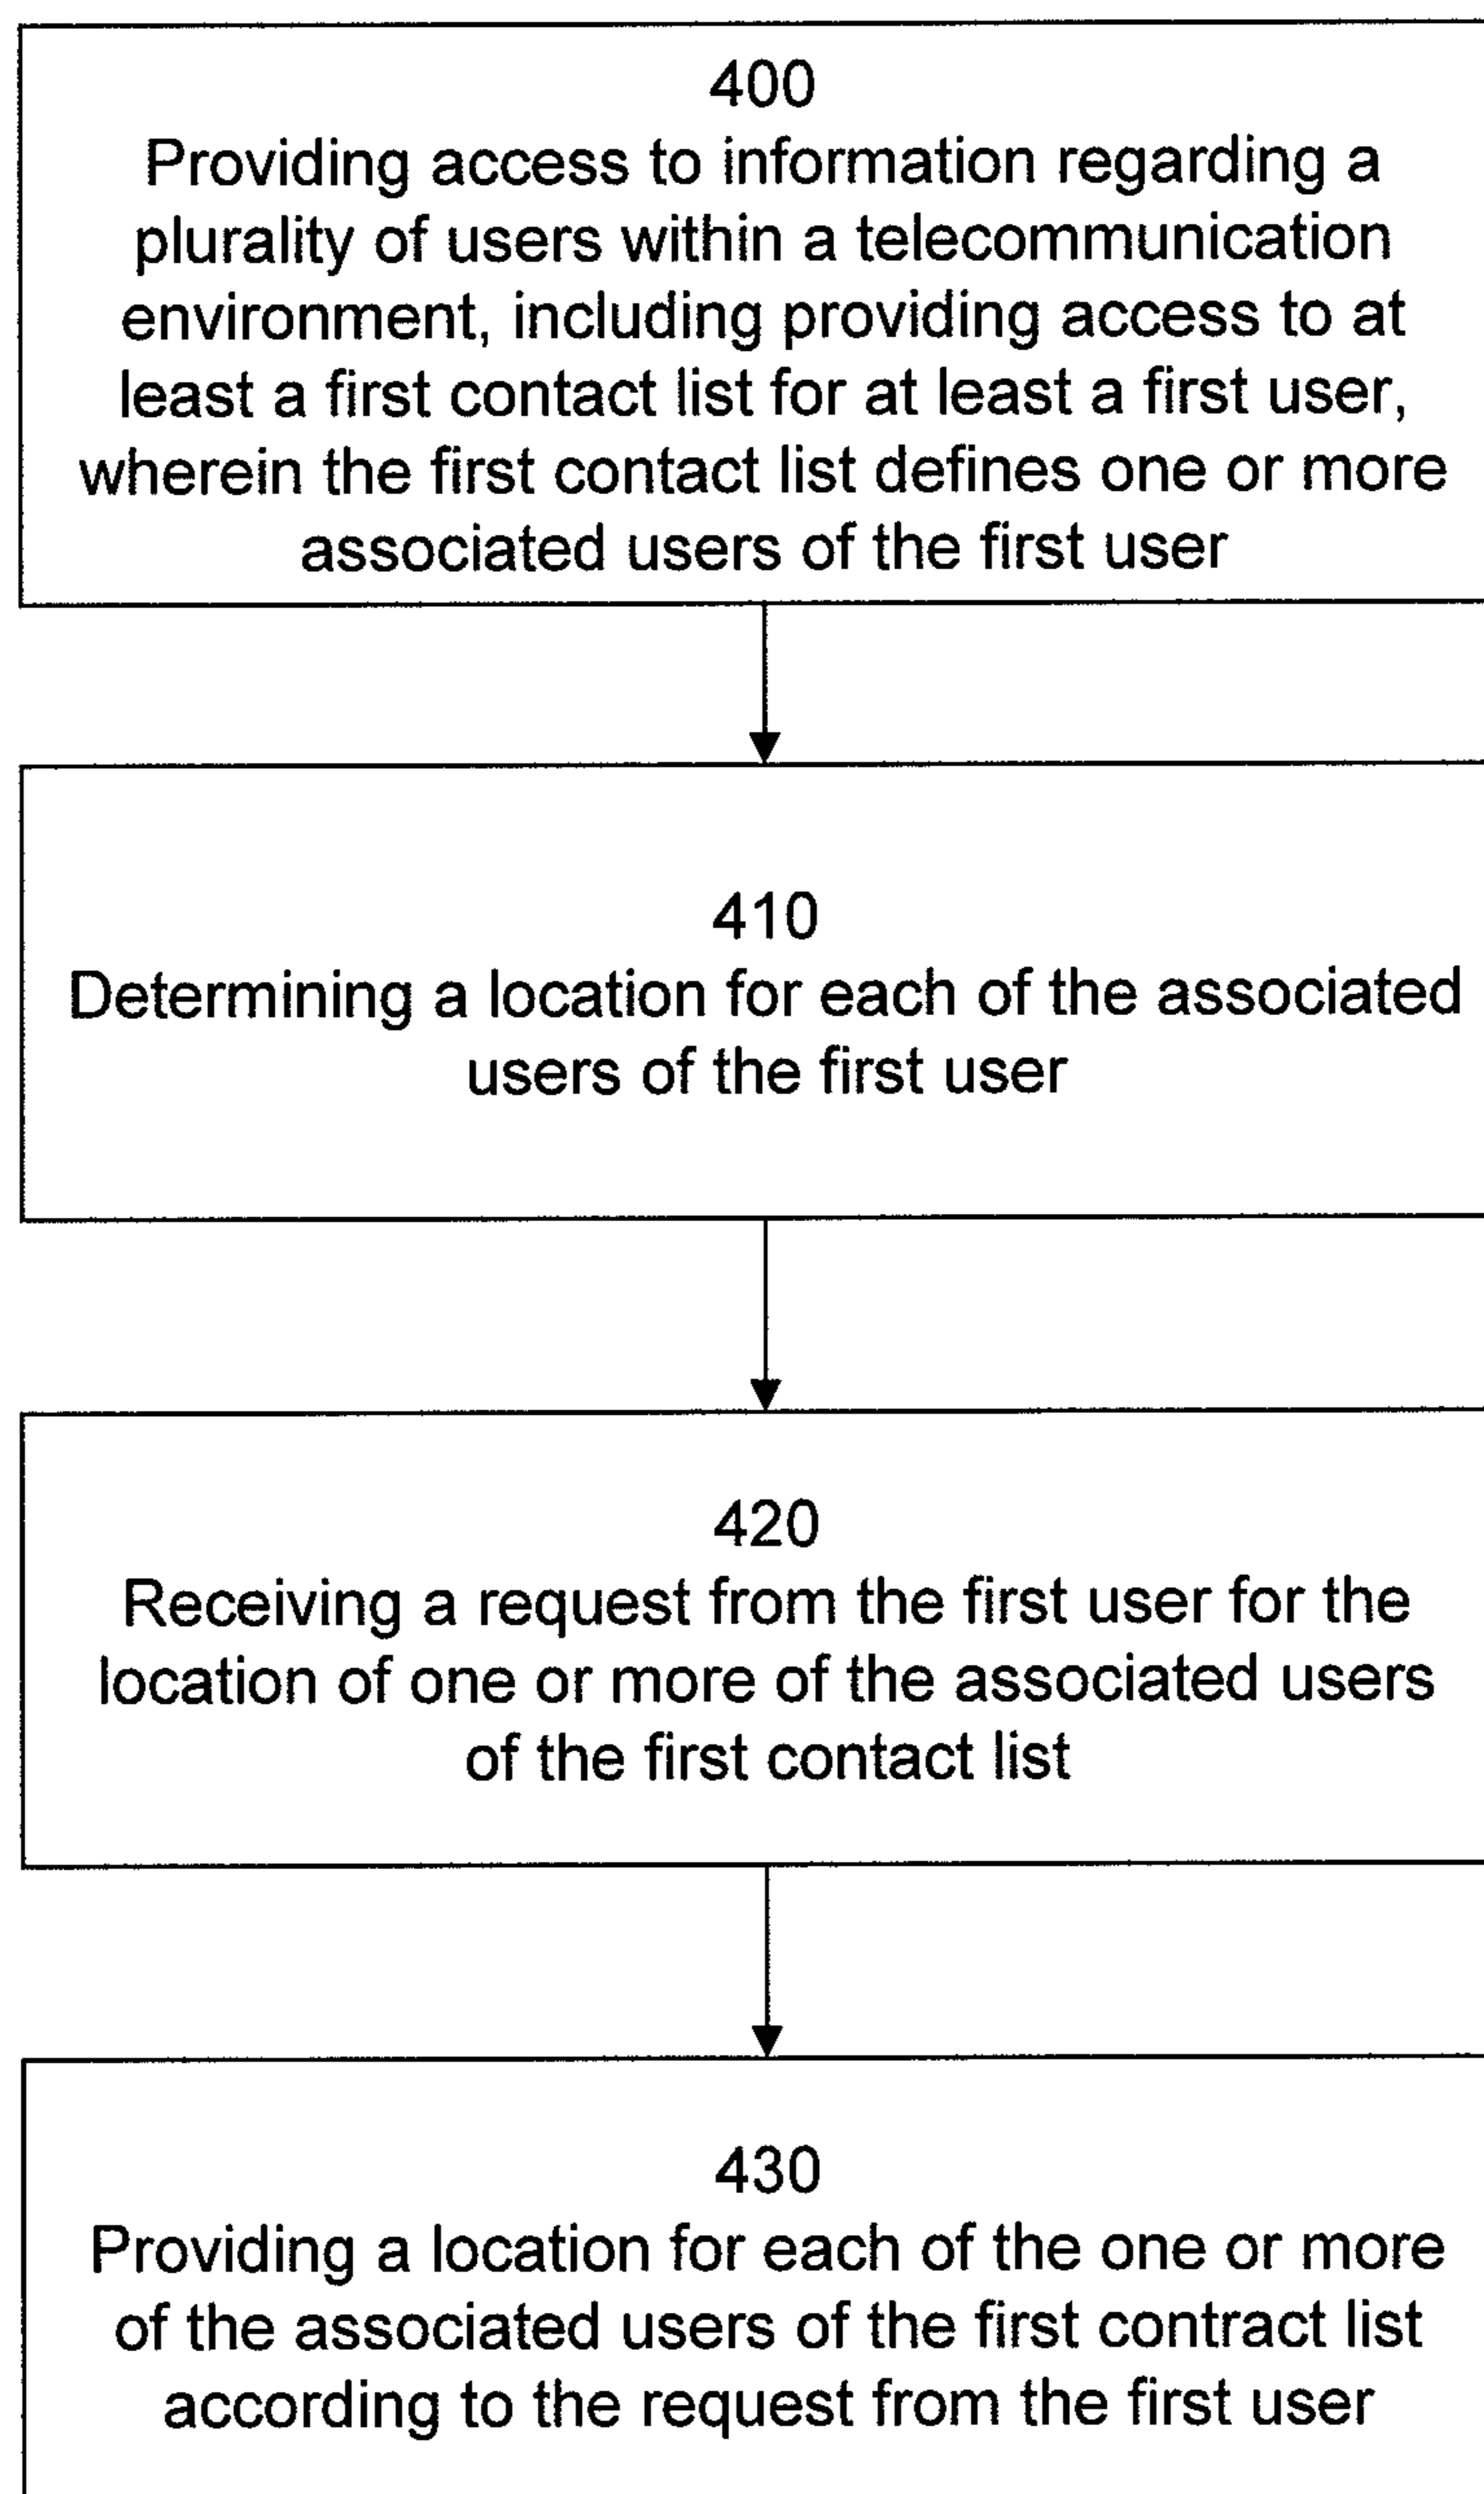 400
Providing access to information regarding a
plurality of users within a telecommunication
environment, including providing access to at
least a first contact list for at least a first user,
wherein the first contact list defines one or more
associated users of the first user
410
Determining a location for each of the associated
users of the first user
420
Receiving a request from the first user for the
location of one or more of the associated users
of the first contact list
430
Providing a location for each of the one or more
of the associated users of the first contract list
according to the request from the first user